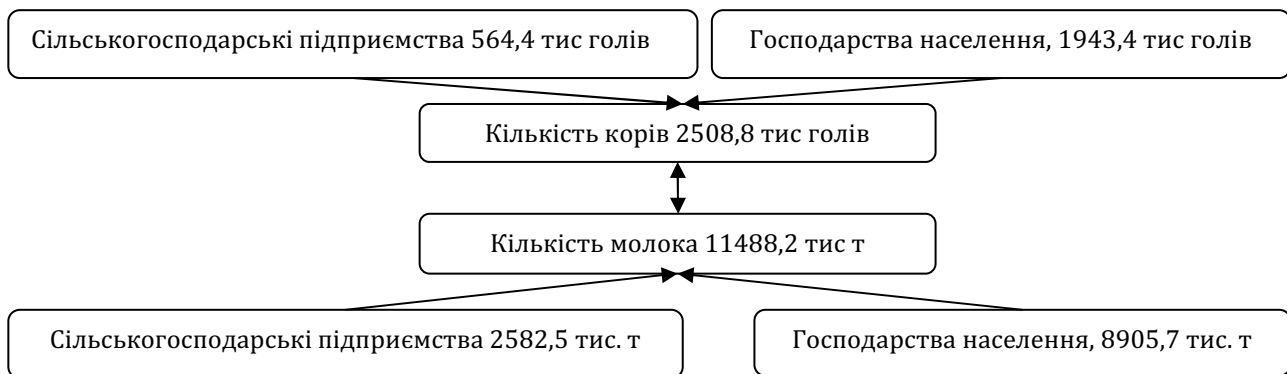 Сільськогосподарські підприємства 564,4 тис голів
Господарства населення, 1943,4 тис голів
Кількість корів 2508,8 тис голів
Кількість молока 11488,2 тис т
Сільськогосподарські підприємства 2582,5 тис. т
Господарства населення, 8905,7 тис. т